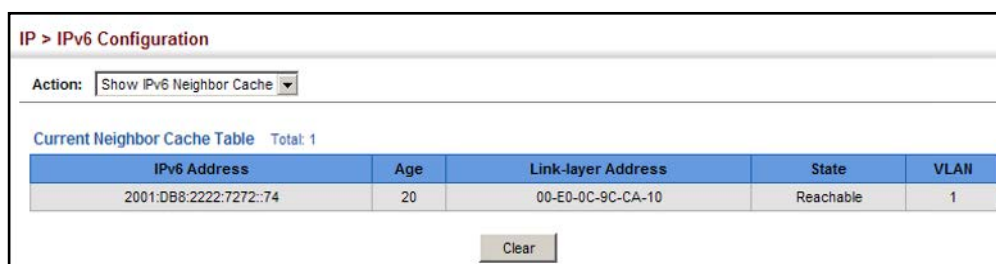 IP > IPv6 Configuration
Action: Show IPv6 Neighbor Cache
Current Neighbor Cache Table Total: 1
IPv6 Address Age Link-layer Address State VLAN
2001:DB8:2222:7272::74 20 00-E0-0C-9C-CA-10 Reachable 1
Clear